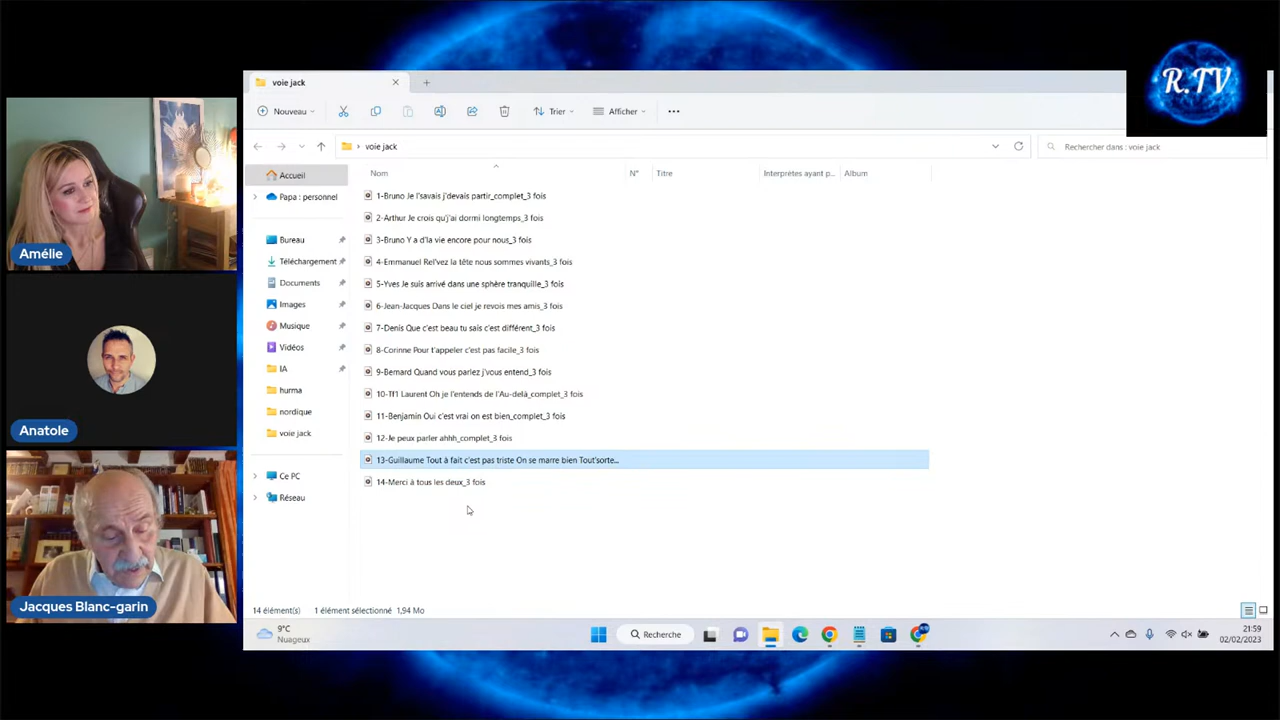 R.TV
voie jack
Nouveau
Trier
Afficher
voie jack
Rechercher dans : voie jack
Nom
N°
Titre
Interprètes ayant p...
Album
Accueil
Papa : personnel
Bureau
Téléchargement
Documents
Images
Musique
Vidéos
IA
hurma
nordique
voie jack
Ce PC
Réseau
1-Bruno Je l'savais j'devais partir_complet_3 fois
2-Arthur Je crois qu'j'ai dormi longtemps_3 fois
3-Bruno Y a d'la vie encore pour nous_3 fois
4-Emmanuel Rel'vez la tête nous sommes vivants_3 fois
5-Yves Je suis arrivé dans une sphère tranquille_3 fois
6-Jean-Jacques Dans le ciel je revois mes amis_3 fois
7-Denis Que c'est beau tu sais c'est différent_3 fois
8-Corinne Pour t'appeler c'est pas facile_3 fois
9-Bernard Quand vous parlez j'vous entend_3 fois
10-Tf1 Laurent Oh je l'entends de l'Au-delà_complet_3 fois
11-Benjamin Oui c'est vrai on est bien_complet_3 fois
12-Je peux parler ahhh_complet_3 fois
13-Guillaume Tout à fait c'est pas triste On se marre bien Tout'sorte...
14-Merci à tous les deux_3 fois
14 élément(s)
1 élément sélectionné 1,94 Mo
9°C
Nuageux
Recherche
21:59
02/02/2023
Amélie
Anatole
Jacques Blanc-garin